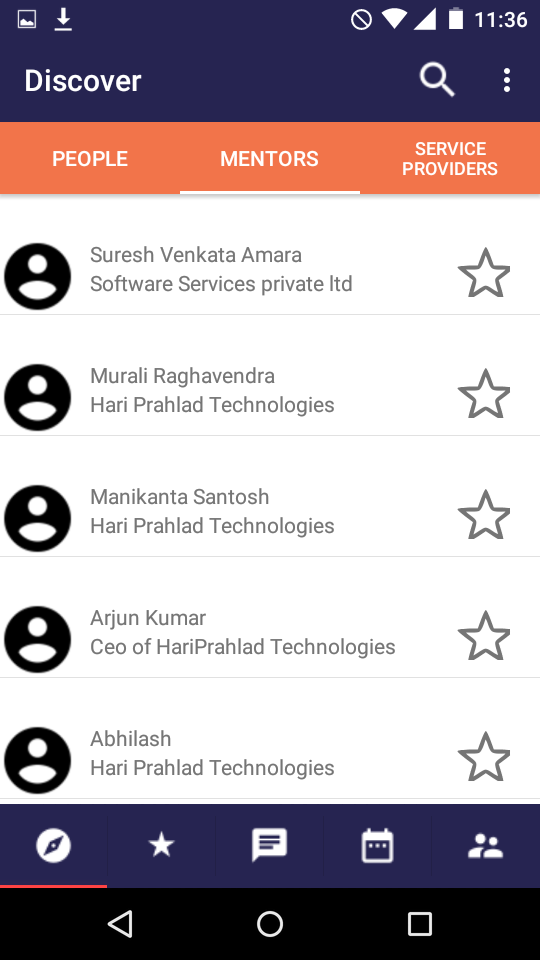 11:36
Discover
PEOPLE
MENTORS
SERVICE
PROVIDERS
Suresh Venkata Amara
Software Services private ltd
Murali Raghavendra
Hari Prahlad Technologies
Manikanta Santosh
Hari Prahlad Technologies
Arjun Kumar
Ceo of HariPrahlad Technologies
Abhilash
Hari Prahlad Technologies